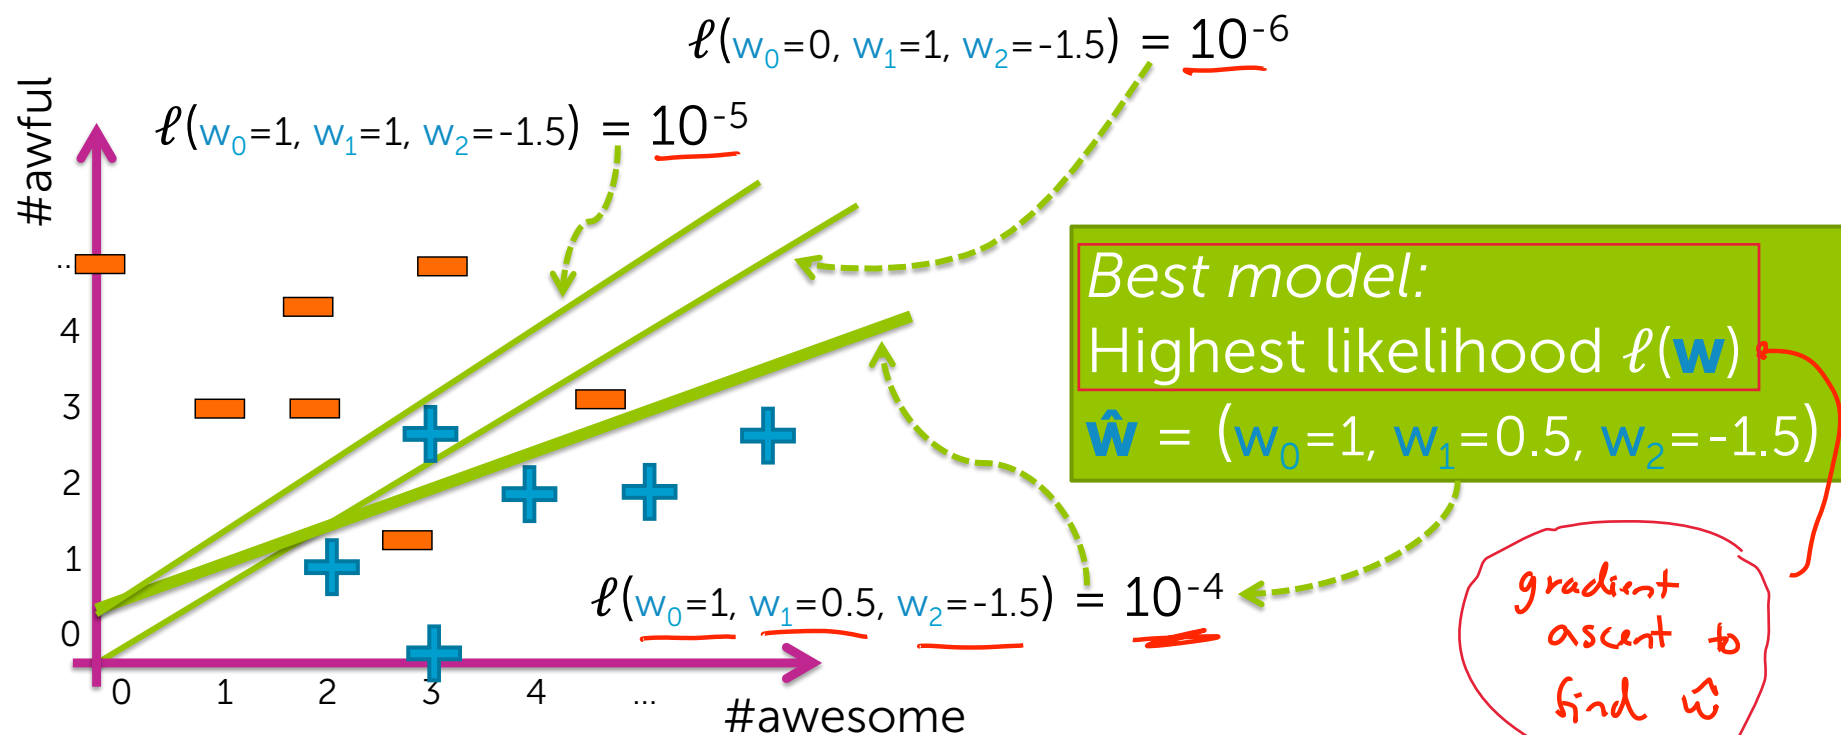 ℓ(w₀=0, w₁=1, w₂=-1.5) = 10⁻⁶
ℓ(w₀=1, w₁=1, w₂=-1.5) = 10⁻⁵
#awful
..
4
3
2
1
0
0 1 2 3 4 ...
#awesome
Best model:
Highest likelihood ℓ(w)
ŵ = (w₀=1, w₁=0.5, w₂=-1.5)
ℓ(w₀=1, w₁=0.5, w₂=-1.5) = 10⁻⁴
gradient
ascent to
find ŵ